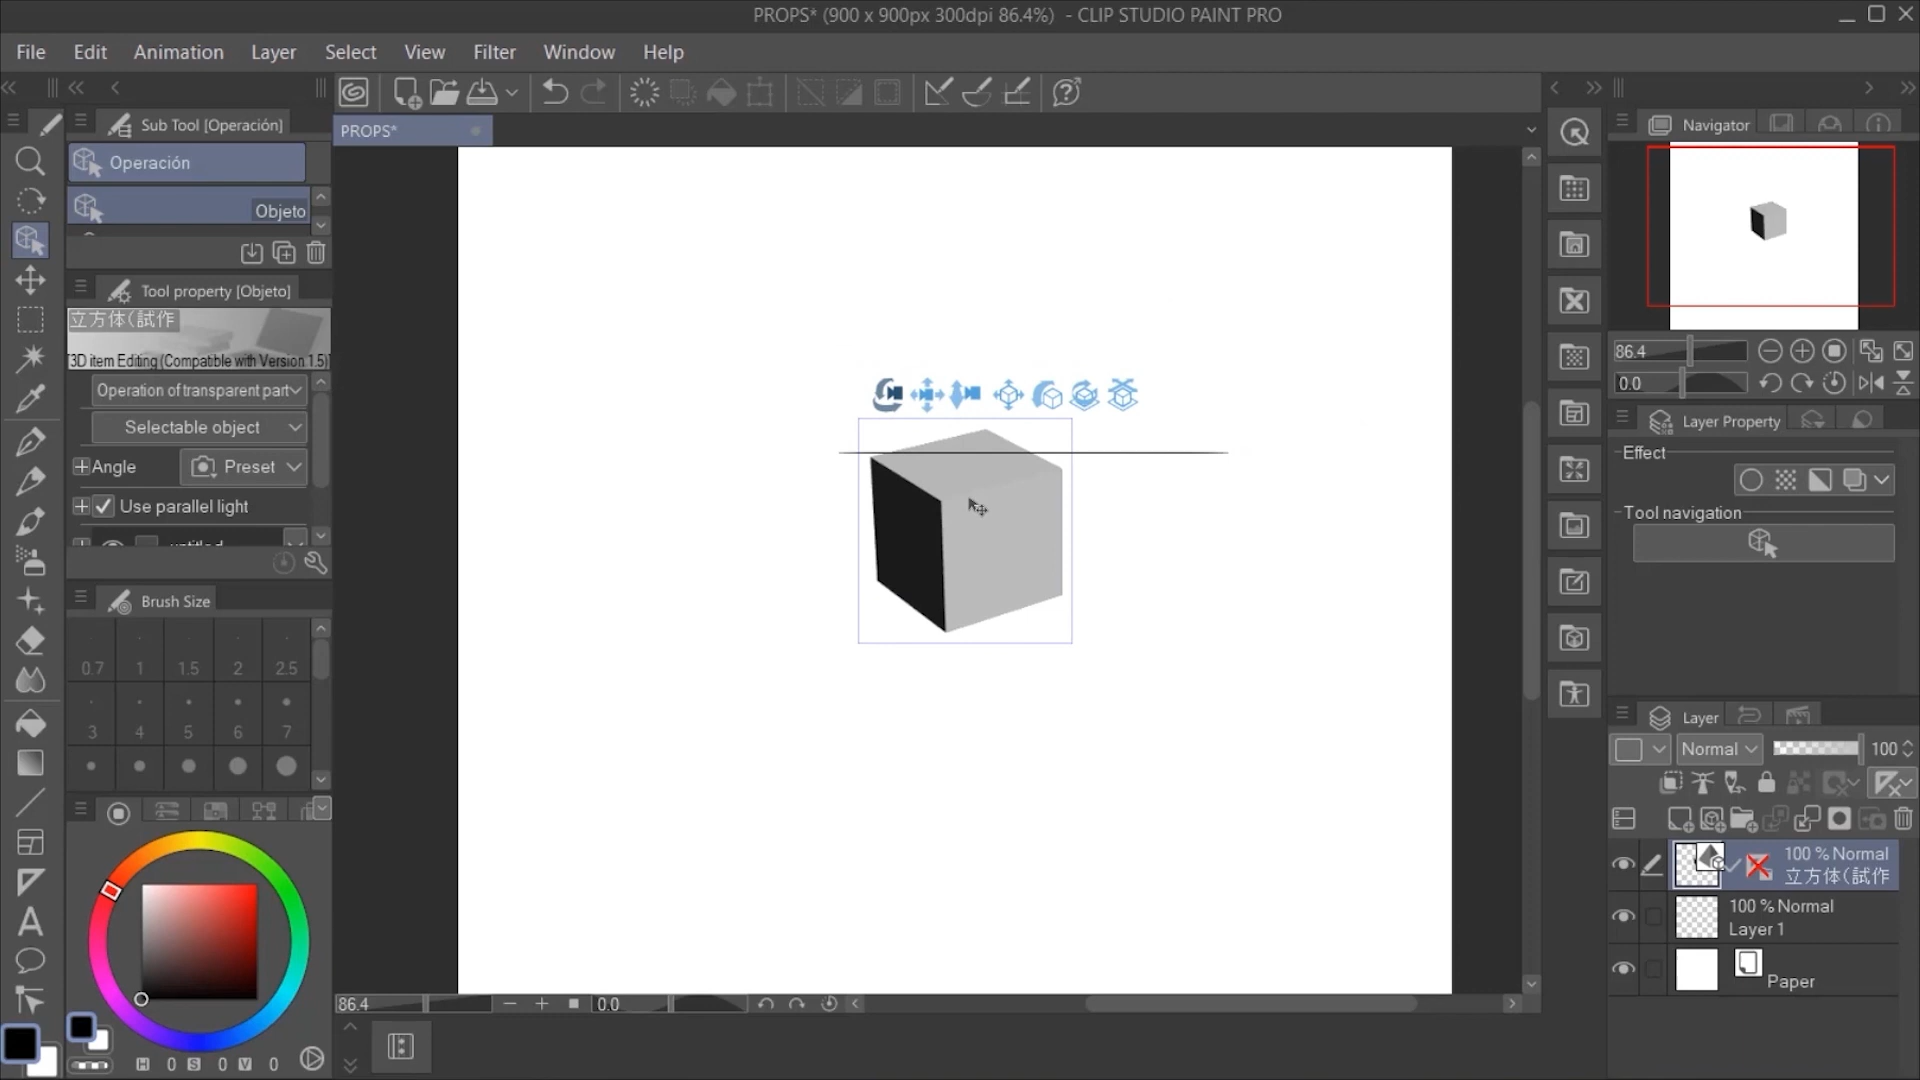 PROPS* (900 x 900px 300dpi 86.4%) - CLIP STUDIO PAINT PRO
File Edit Animation Layer Select View Filter Window Help
Sub Tool [Operación]
Operación
Objeto
Tool property [Objeto]
立方体(試作
[3D item Editing (Compatible with Version 1.5)]
Operation of transparent part
Selectable object
Angle
Preset
Use parallel light
Brush Size
0.7 1 1.5 2 2.5
3 4 5 6 7
H 0 S 0 V 0
PROPS*
86.4
0.0
Navigator
86.4
0.0
Layer Property
Effect
Tool navigation
Layer
Normal
100
100 % Normal
立方体(試作
100 % Normal
Layer 1
Paper